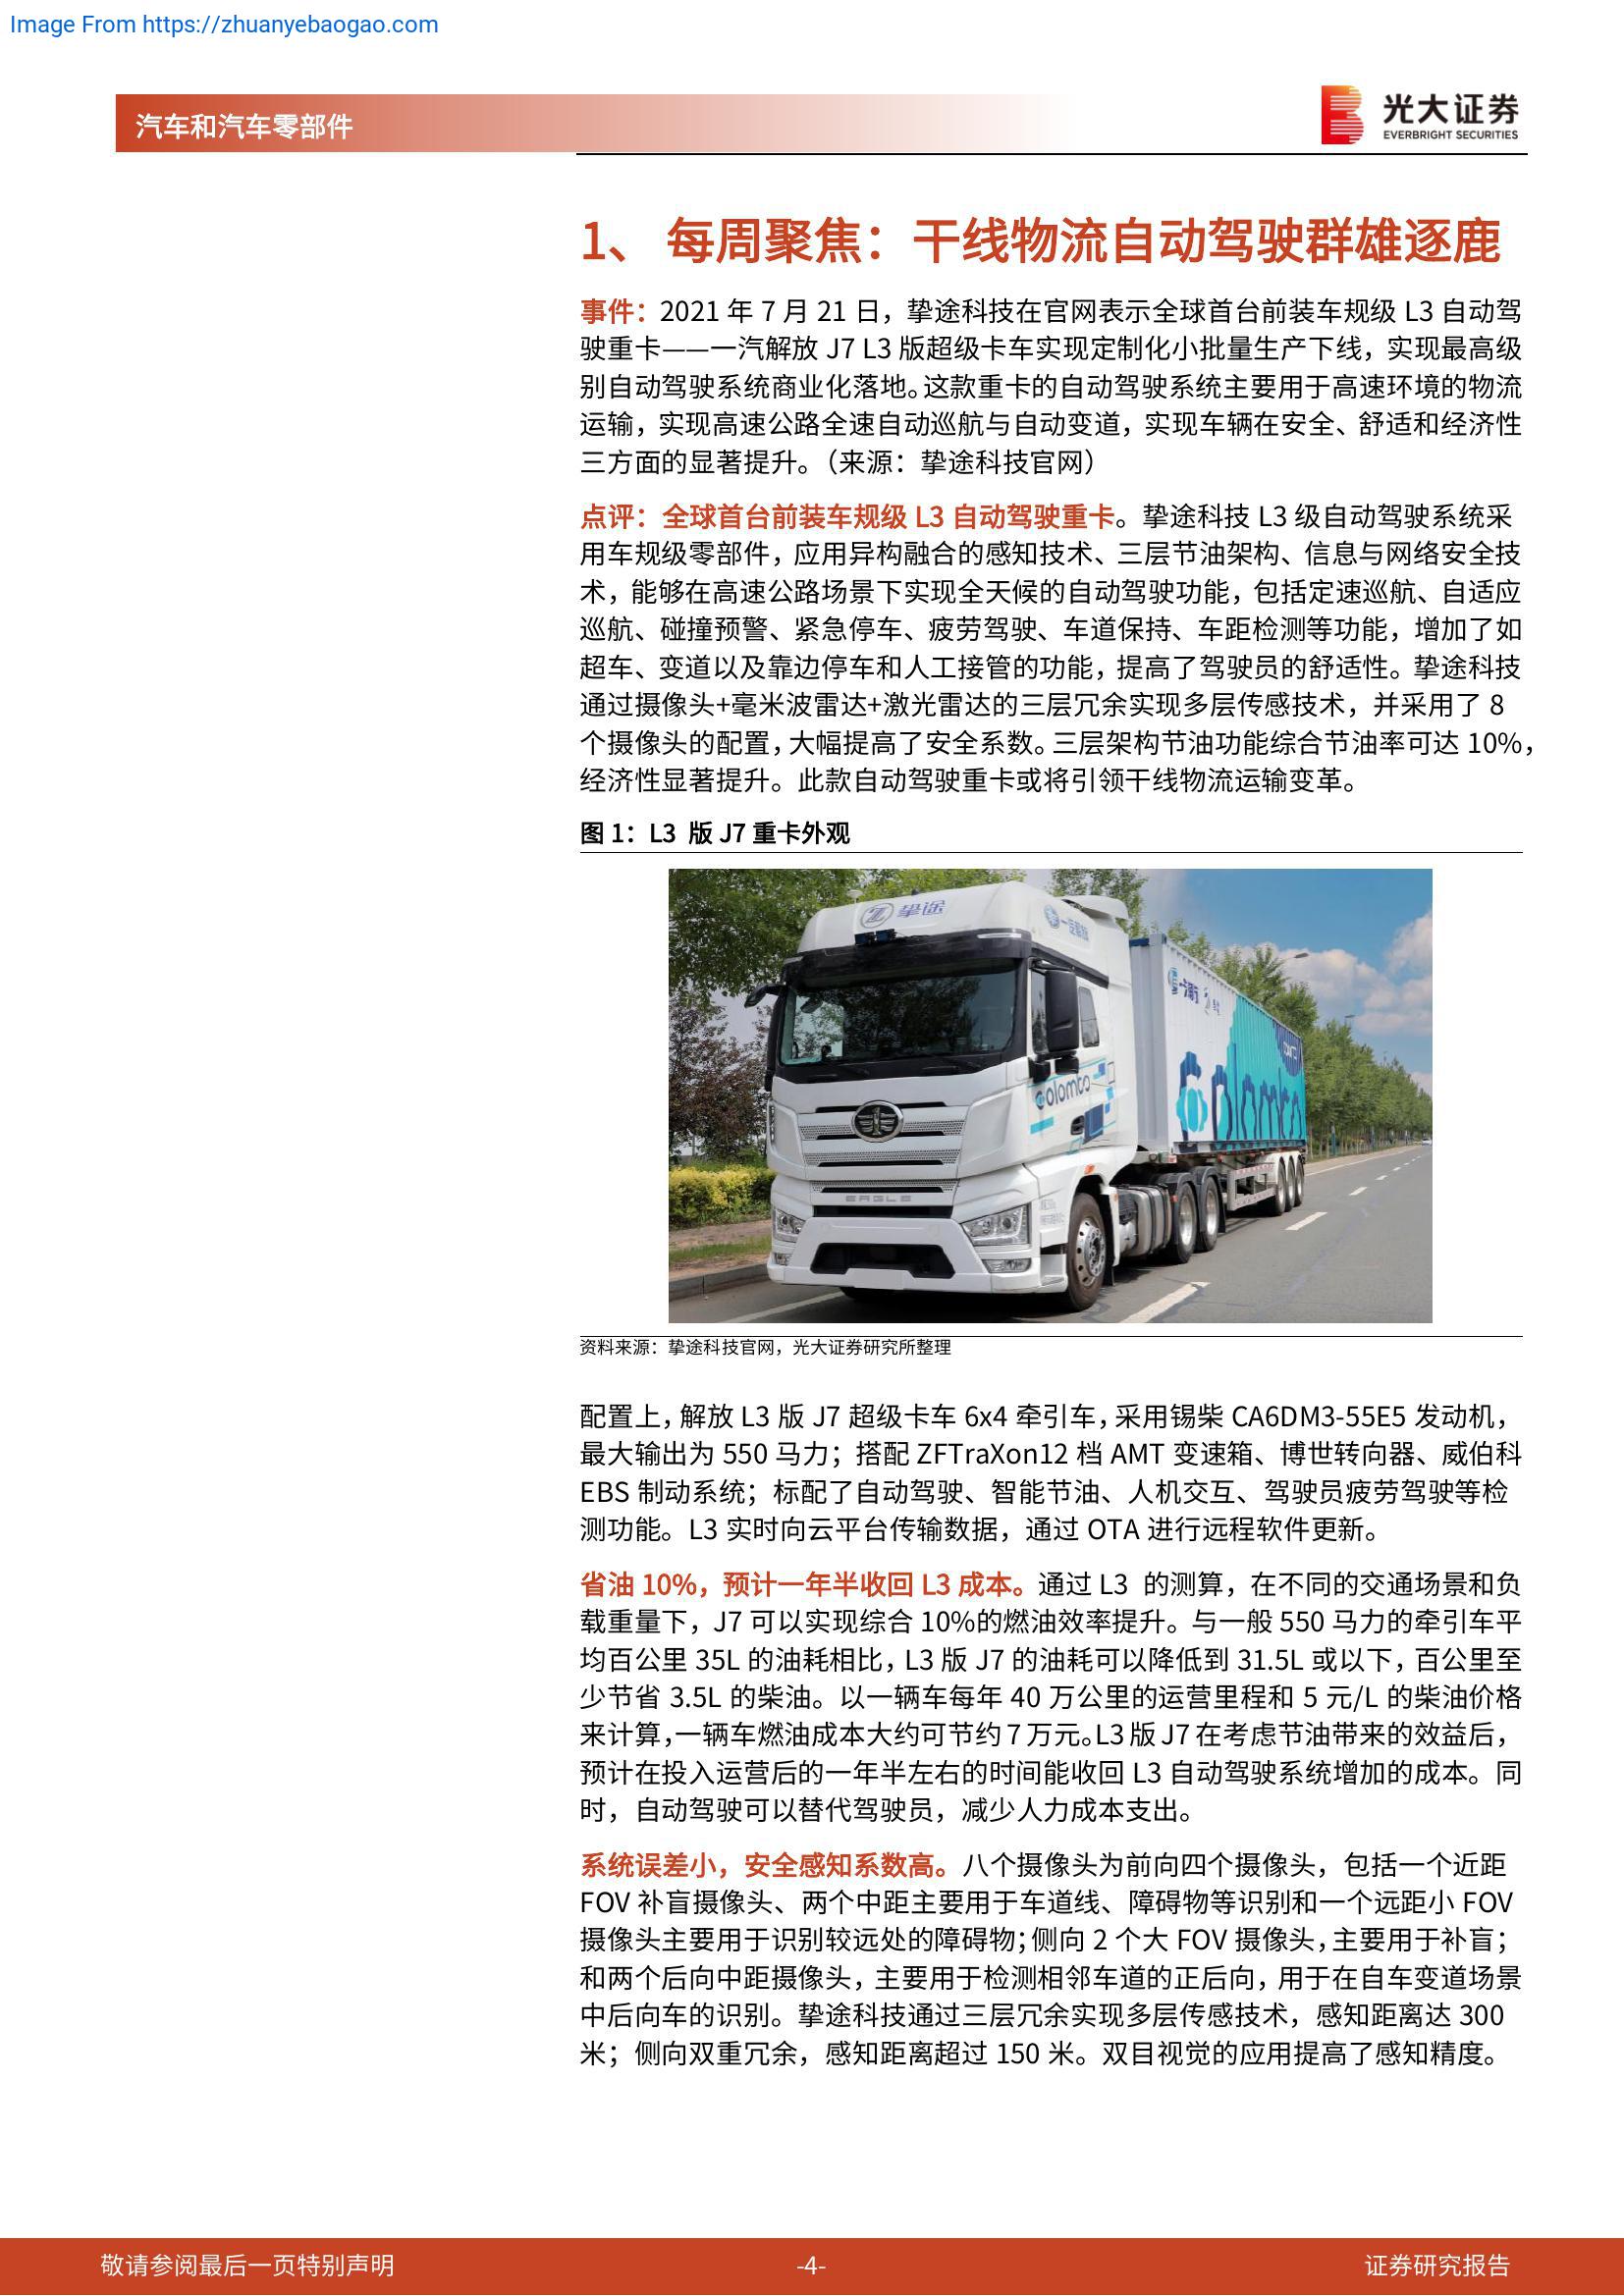 Image From https://zhuanyebaogao.com
汽车和汽车零部件
光大证券
EVERBRIGHT SECURITIES
1、 每周聚焦：干线物流自动驾驶群雄逐鹿
事件：2021 年 7 月 21 日，挚途科技在官网表示全球首台前装车规级 L3 自动驾
驶重卡——一汽解放 J7 L3 版超级卡车实现定制化小批量生产下线，实现最高级
别自动驾驶系统商业化落地。这款重卡的自动驾驶系统主要用于高速环境的物流
运输，实现高速公路全速自动巡航与自动变道，实现车辆在安全、舒适和经济性
三方面的显著提升。（来源：挚途科技官网）
点评：全球首台前装车规级 L3 自动驾驶重卡。挚途科技 L3 级自动驾驶系统采
用车规级零部件，应用异构融合的感知技术、三层节油架构、信息与网络安全技
术，能够在高速公路场景下实现全天候的自动驾驶功能，包括定速巡航、自适应
巡航、碰撞预警、紧急停车、疲劳驾驶、车道保持、车距检测等功能，增加了如
超车、变道以及靠边停车和人工接管的功能，提高了驾驶员的舒适性。挚途科技
通过摄像头+毫米波雷达+激光雷达的三层冗余实现多层传感技术，并采用了 8
个摄像头的配置，大幅提高了安全系数。三层架构节油功能综合节油率可达 10%，
经济性显著提升。此款自动驾驶重卡或将引领干线物流运输变革。
图 1：L3 版 J7 重卡外观
挚途
colomto
EAGLE
资料来源：挚途科技官网，光大证券研究所整理
配置上，解放 L3 版 J7 超级卡车 6x4 牵引车，采用锡柴 CA6DM3-55E5 发动机，
最大输出为 550 马力；搭配 ZFTraXon12 档 AMT 变速箱、博世转向器、威伯科
EBS 制动系统；标配了自动驾驶、智能节油、人机交互、驾驶员疲劳驾驶等检
测功能。L3 实时向云平台传输数据，通过 OTA 进行远程软件更新。
省油 10%，预计一年半收回 L3 成本。通过 L3 的测算，在不同的交通场景和负
载重量下，J7 可以实现综合 10%的燃油效率提升。与一般 550 马力的牵引车平
均百公里 35L 的油耗相比，L3 版 J7 的油耗可以降低到 31.5L 或以下，百公里至
少节省 3.5L 的柴油。以一辆车每年 40 万公里的运营里程和 5 元/L 的柴油价格
来计算，一辆车燃油成本大约可节约 7 万元。L3 版 J7 在考虑节油带来的效益后，
预计在投入运营后的一年半左右的时间能收回 L3 自动驾驶系统增加的成本。同
时，自动驾驶可以替代驾驶员，减少人力成本支出。
系统误差小，安全感知系数高。八个摄像头为前向四个摄像头，包括一个近距
FOV 补盲摄像头、两个中距主要用于车道线、障碍物等识别和一个远距小 FOV
摄像头主要用于识别较远处的障碍物；侧向 2 个大 FOV 摄像头，主要用于补盲；
和两个后向中距摄像头，主要用于检测相邻车道的正后向，用于在自车变道场景
中后向车的识别。挚途科技通过三层冗余实现多层传感技术，感知距离达 300
米；侧向双重冗余，感知距离超过 150 米。双目视觉的应用提高了感知精度。
敬请参阅最后一页特别声明
-4-
证券研究报告